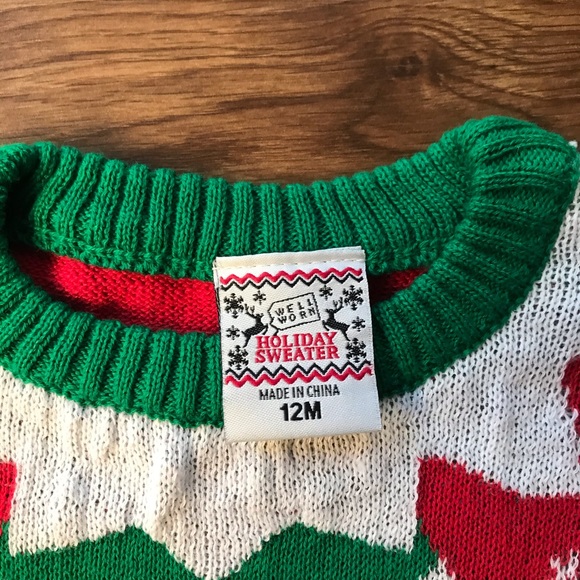 WELL
WORN
HOLIDAY
SWEATER
MADE IN CHINA
12M